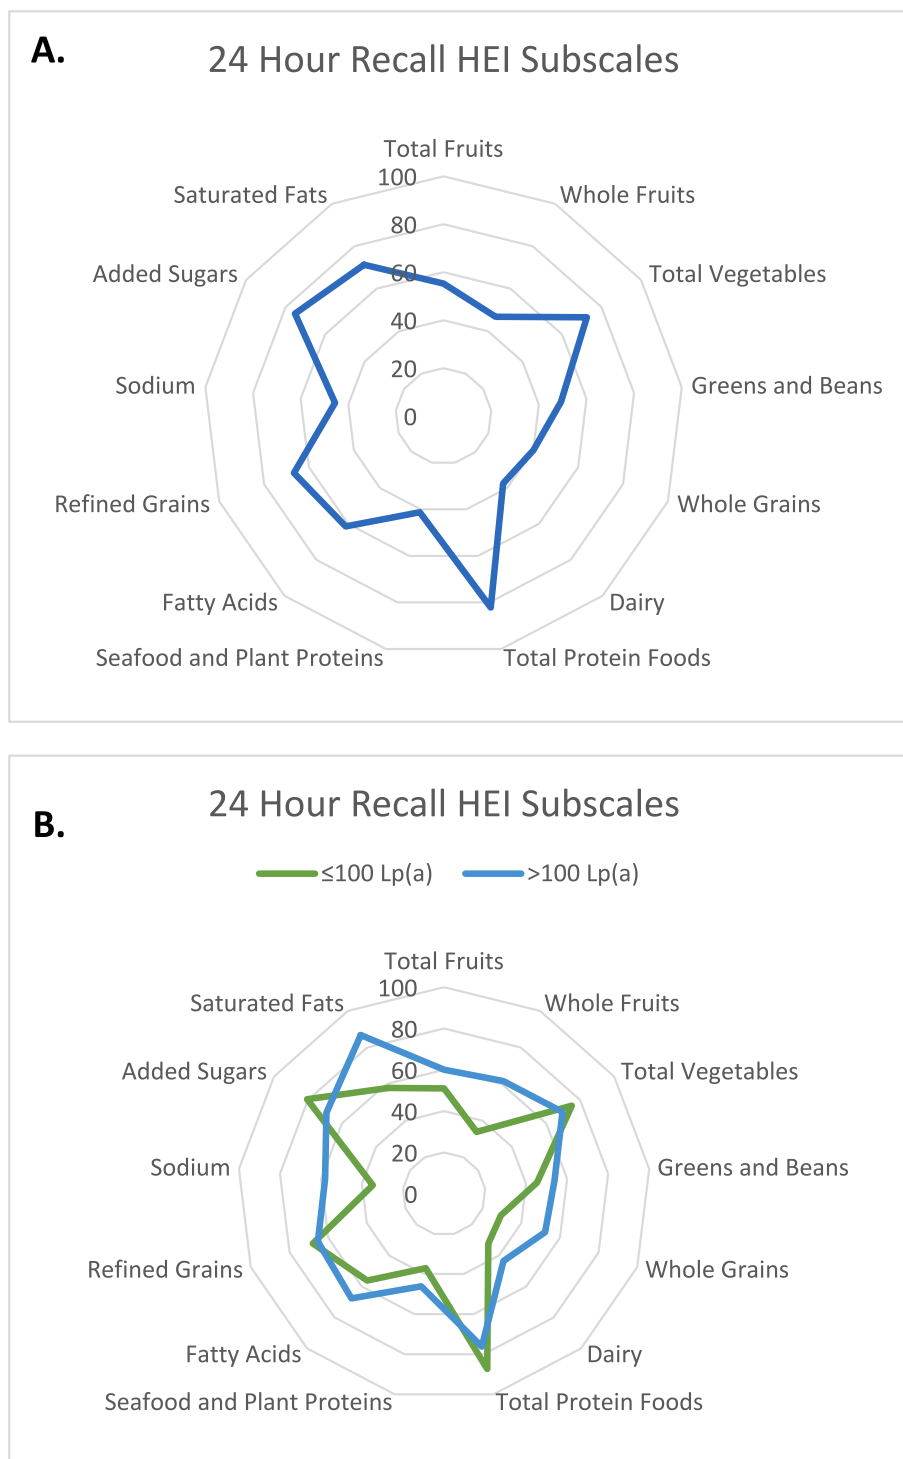 A.
24 Hour Recall HEI Subscales
Total Fruits
100
Saturated Fats
Whole Fruits
80
Added Sugars
60
Total Vegetables
40
20
Sodium
Greens and Beans
0
Refined Grains
Whole Grains
Fatty Acids
Dairy
Seafood and Plant Proteins
Total Protein Foods
B.
24 Hour Recall HEI Subscales
≤100 Lp(a) >100 Lp(a)
Total Fruits
100
Saturated Fats
Whole Fruits
80
Added Sugars
60
Total Vegetables
40
20
Sodium
Greens and Beans
0
Refined Grains
Whole Grains
Fatty Acids
Dairy
Seafood and Plant Proteins
Total Protein Foods